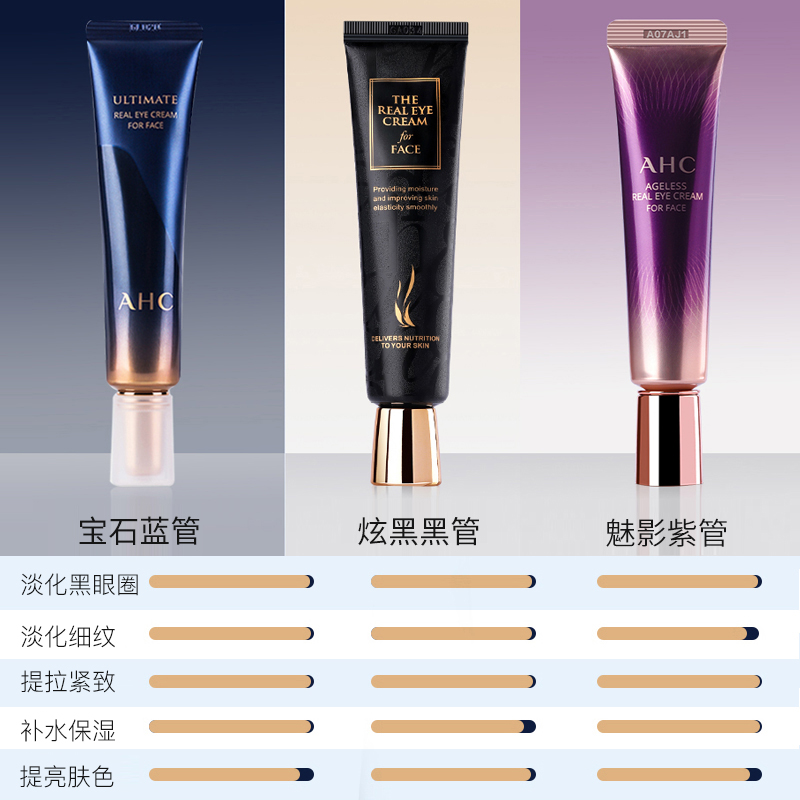 ULTIMATE
REAL EYE CREAM
FOR FACE
AHC
THE
REAL EYE
CREAM
for
FACE
Providing moisture
and improving skin
elasticity smoothly
DELIVERS NUTRITION
TO YOUR SKIN
A07AJ1
AHC
AGELESS
REAL EYE CREAM
FOR FACE
宝石蓝管
炫黑黑管
魅影紫管
淡化黑眼圈
淡化细纹
提拉紧致
补水保湿
提亮肤色